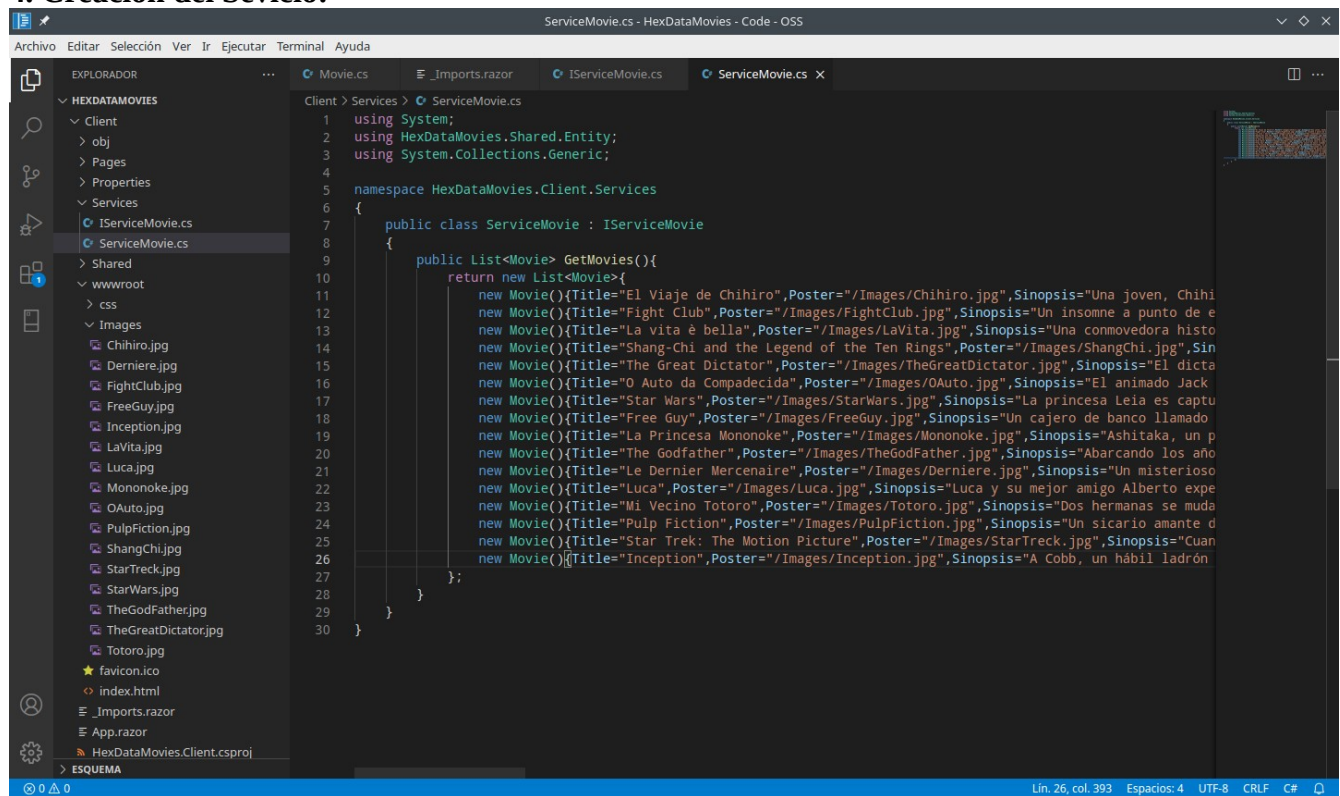 4. Creación del Sevicio:
ServiceMovie.cs - HexDataMovies - Code - OSS
Archivo Editar Selección Ver Ir Ejecutar Terminal Ayuda
EXPLORADOR ...
HEXDATAMOVIES
Client
obj
Pages
Properties
Services
IServiceMovie.cs
ServiceMovie.cs
Shared
wwwroot
css
Images
Chihiro.jpg
Derniere.jpg
FightClub.jpg
FreeGuy.jpg
Inception.jpg
LaVita.jpg
Luca.jpg
Mononoke.jpg
OAuto.jpg
PulpFiction.jpg
ShangChi.jpg
StarTreck.jpg
StarWars.jpg
TheGodFather.jpg
TheGreatDictator.jpg
Totoro.jpg
favicon.ico
index.html
_Imports.razor
App.razor
HexDataMovies.Client.csproj
ESQUEMA
1
Movie.cs _Imports.razor IServiceMovie.cs ServiceMovie.cs
Client > Services > ServiceMovie.cs
1 using System;
2 using HexDataMovies.Shared.Entity;
3 using System.Collections.Generic;
4
5 namespace HexDataMovies.Client.Services
6 {
7 public class ServiceMovie : IServiceMovie
8 {
9 public List<Movie> GetMovies(){
10 return new List<Movie>{
11 new Movie(){Title="El Viaje de Chihiro",Poster="/Images/Chihiro.jpg",Sinopsis="Una joven, Chihi
12 new Movie(){Title="Fight Club",Poster="/Images/FightClub.jpg",Sinopsis="Un insomne a punto de e
13 new Movie(){Title="La vita è bella",Poster="/Images/LaVita.jpg",Sinopsis="Una conmovedora histo
14 new Movie(){Title="Shang-Chi and the Legend of the Ten Rings",Poster="/Images/ShangChi.jpg",Sin
15 new Movie(){Title="The Great Dictator",Poster="/Images/TheGreatDictator.jpg",Sinopsis="El dicta
16 new Movie(){Title="O Auto da Compadecida",Poster="/Images/OAuto.jpg",Sinopsis="El animado Jack
17 new Movie(){Title="Star Wars",Poster="/Images/StarWars.jpg",Sinopsis="La princesa Leia es captu
18 new Movie(){Title="Free Guy",Poster="/Images/FreeGuy.jpg",Sinopsis="Un cajero de banco llamado
19 new Movie(){Title="La Princesa Mononoke",Poster="/Images/Mononoke.jpg",Sinopsis="Ashitaka, un p
20 new Movie(){Title="The Godfather",Poster="/Images/TheGodFather.jpg",Sinopsis="Abarcando los año
21 new Movie(){Title="Le Dernier Mercenaire",Poster="/Images/Derniere.jpg",Sinopsis="Un misterioso
22 new Movie(){Title="Luca",Poster="/Images/Luca.jpg",Sinopsis="Luca y su mejor amigo Alberto expe
23 new Movie(){Title="Mi Vecino Totoro",Poster="/Images/Totoro.jpg",Sinopsis="Dos hermanas se muda
24 new Movie(){Title="Pulp Fiction",Poster="/Images/PulpFiction.jpg",Sinopsis="Un sicario amante d
25 new Movie(){Title="Star Trek: The Motion Picture",Poster="/Images/StarTreck.jpg",Sinopsis="Cuan
26 new Movie(){Title="Inception",Poster="/Images/Inception.jpg",Sinopsis="A Cobb, un hábil ladrón
27 };
28 }
29 }
30 }
0 0 Lín. 26, col. 393 Espacios: 4 UTF-8 CRLF C#